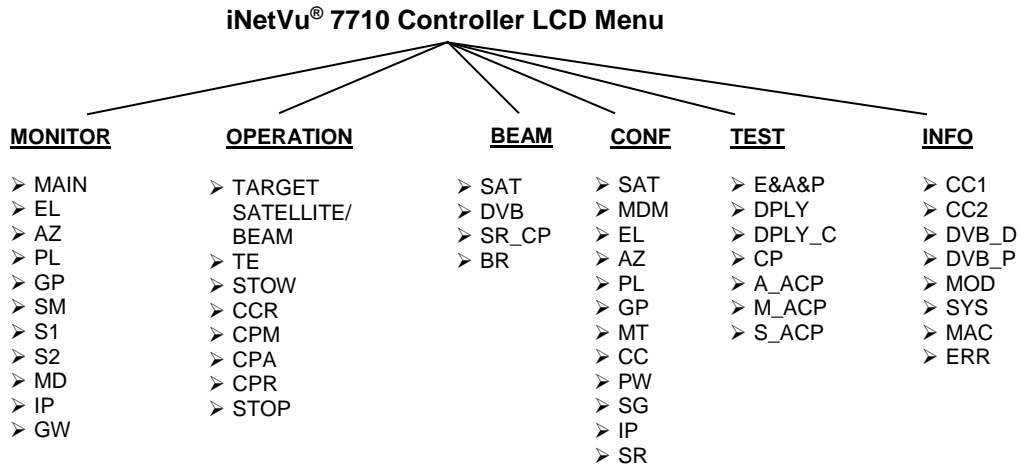 iNetVu® 7710 Controller LCD Menu
MONITOR
➢ MAIN
➢ EL
➢ AZ
➢ PL
➢ GP
➢ SM
➢ S1
➢ S2
➢ MD
➢ IP
➢ GW
OPERATION
➢ TARGET
SATELLITE/
BEAM
➢ TE
➢ STOW
➢ CCR
➢ CPM
➢ CPA
➢ CPR
➢ STOP
BEAM
➢ SAT
➢ DVB
➢ SR_CP
➢ BR
CONF
➢ SAT
➢ MDM
➢ EL
➢ AZ
➢ PL
➢ GP
➢ MT
➢ CC
➢ PW
➢ SG
➢ IP
➢ SR
TEST
➢ E&A&P
➢ DPLY
➢ DPLY_C
➢ CP
➢ A_ACP
➢ M_ACP
➢ S_ACP
INFO
➢ CC1
➢ CC2
➢ DVB_D
➢ DVB_P
➢ MOD
➢ SYS
➢ MAC
➢ ERR